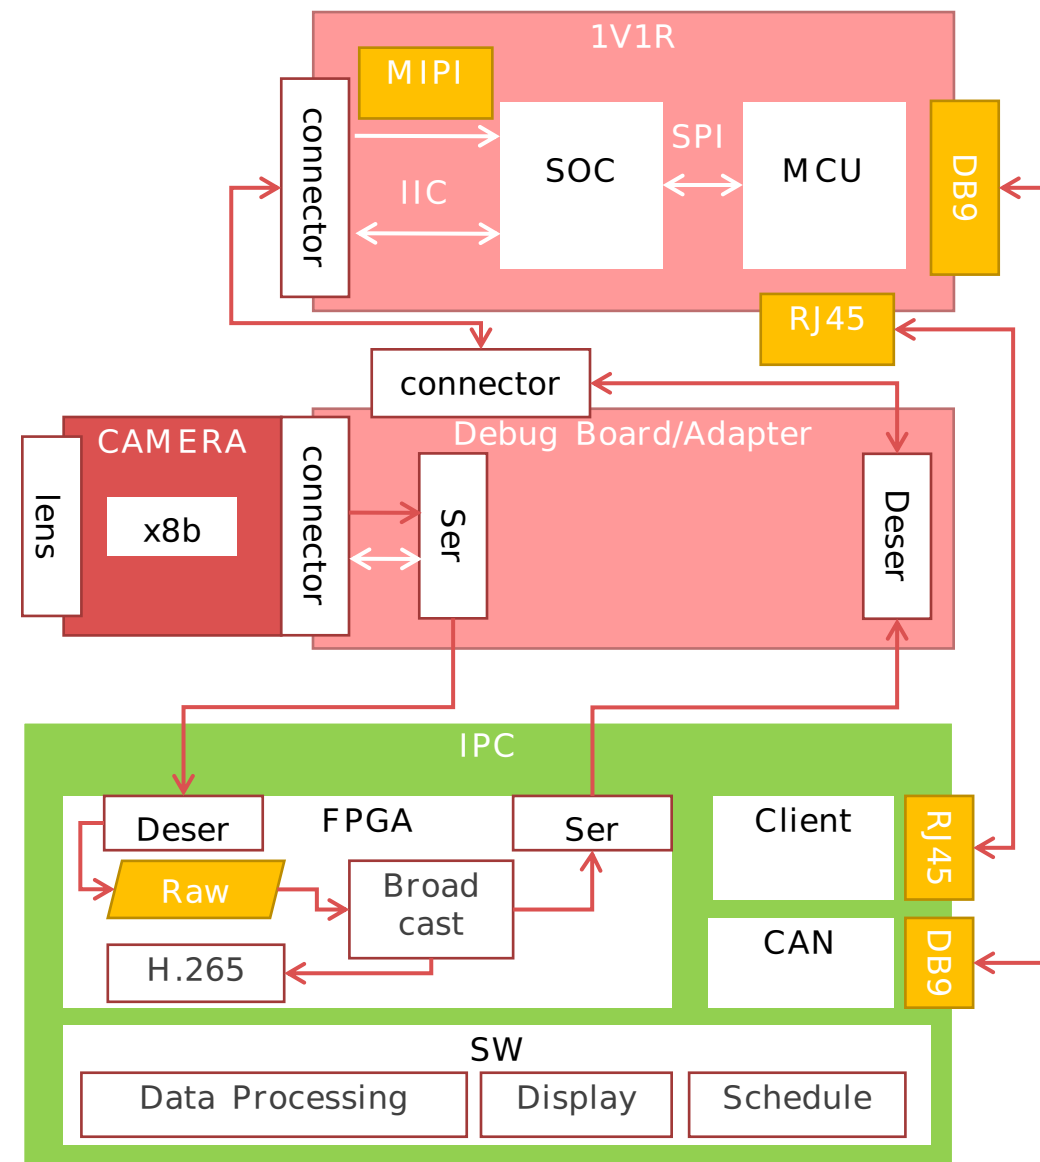 1V1R
MIPI
connector
SOC
SPI
MCU
DB9
IIC
RJ45
connector
CAMERA
connector
Debug Board/Adapter
lens
x8b
Ser
Deser
IPC
Deser
FPGA
Ser
Client
RJ45
Raw
Broad
cast
H.265
CAN
DB9
SW
Data Processing
Display
Schedule